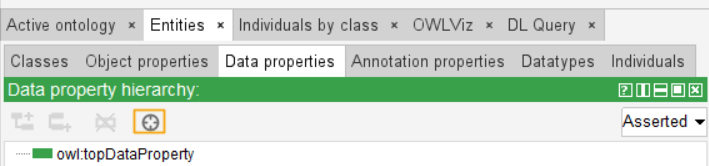 Active ontology × Entities × Individuals by class × OWLViz × DL Query ×
Classes Object properties Data properties Annotation properties Datatypes Individuals
Data property hierarchy:
Asserted
owl:topDataProperty